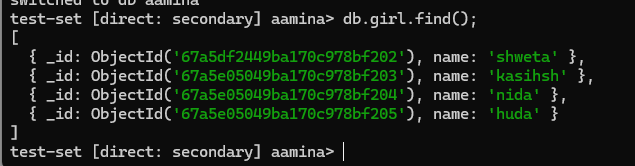 switched to db aamina
test-set [direct: secondary] aamina> db.girl.find();
[
  { _id: ObjectId('67a5df2449ba170c978bf202'), name: 'shweta' },
  { _id: ObjectId('67a5e05049ba170c978bf203'), name: 'kasihsh' },
  { _id: ObjectId('67a5e05049ba170c978bf204'), name: 'nida' },
  { _id: ObjectId('67a5e05049ba170c978bf205'), name: 'huda' }
]
test-set [direct: secondary] aamina>